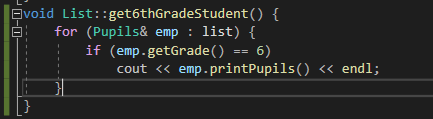 void List::get6thGradeStudent() {
for (Pupils& emp : list) {
if (emp.getGrade() == 6)
cout << emp.printPupils() << endl;
}
}